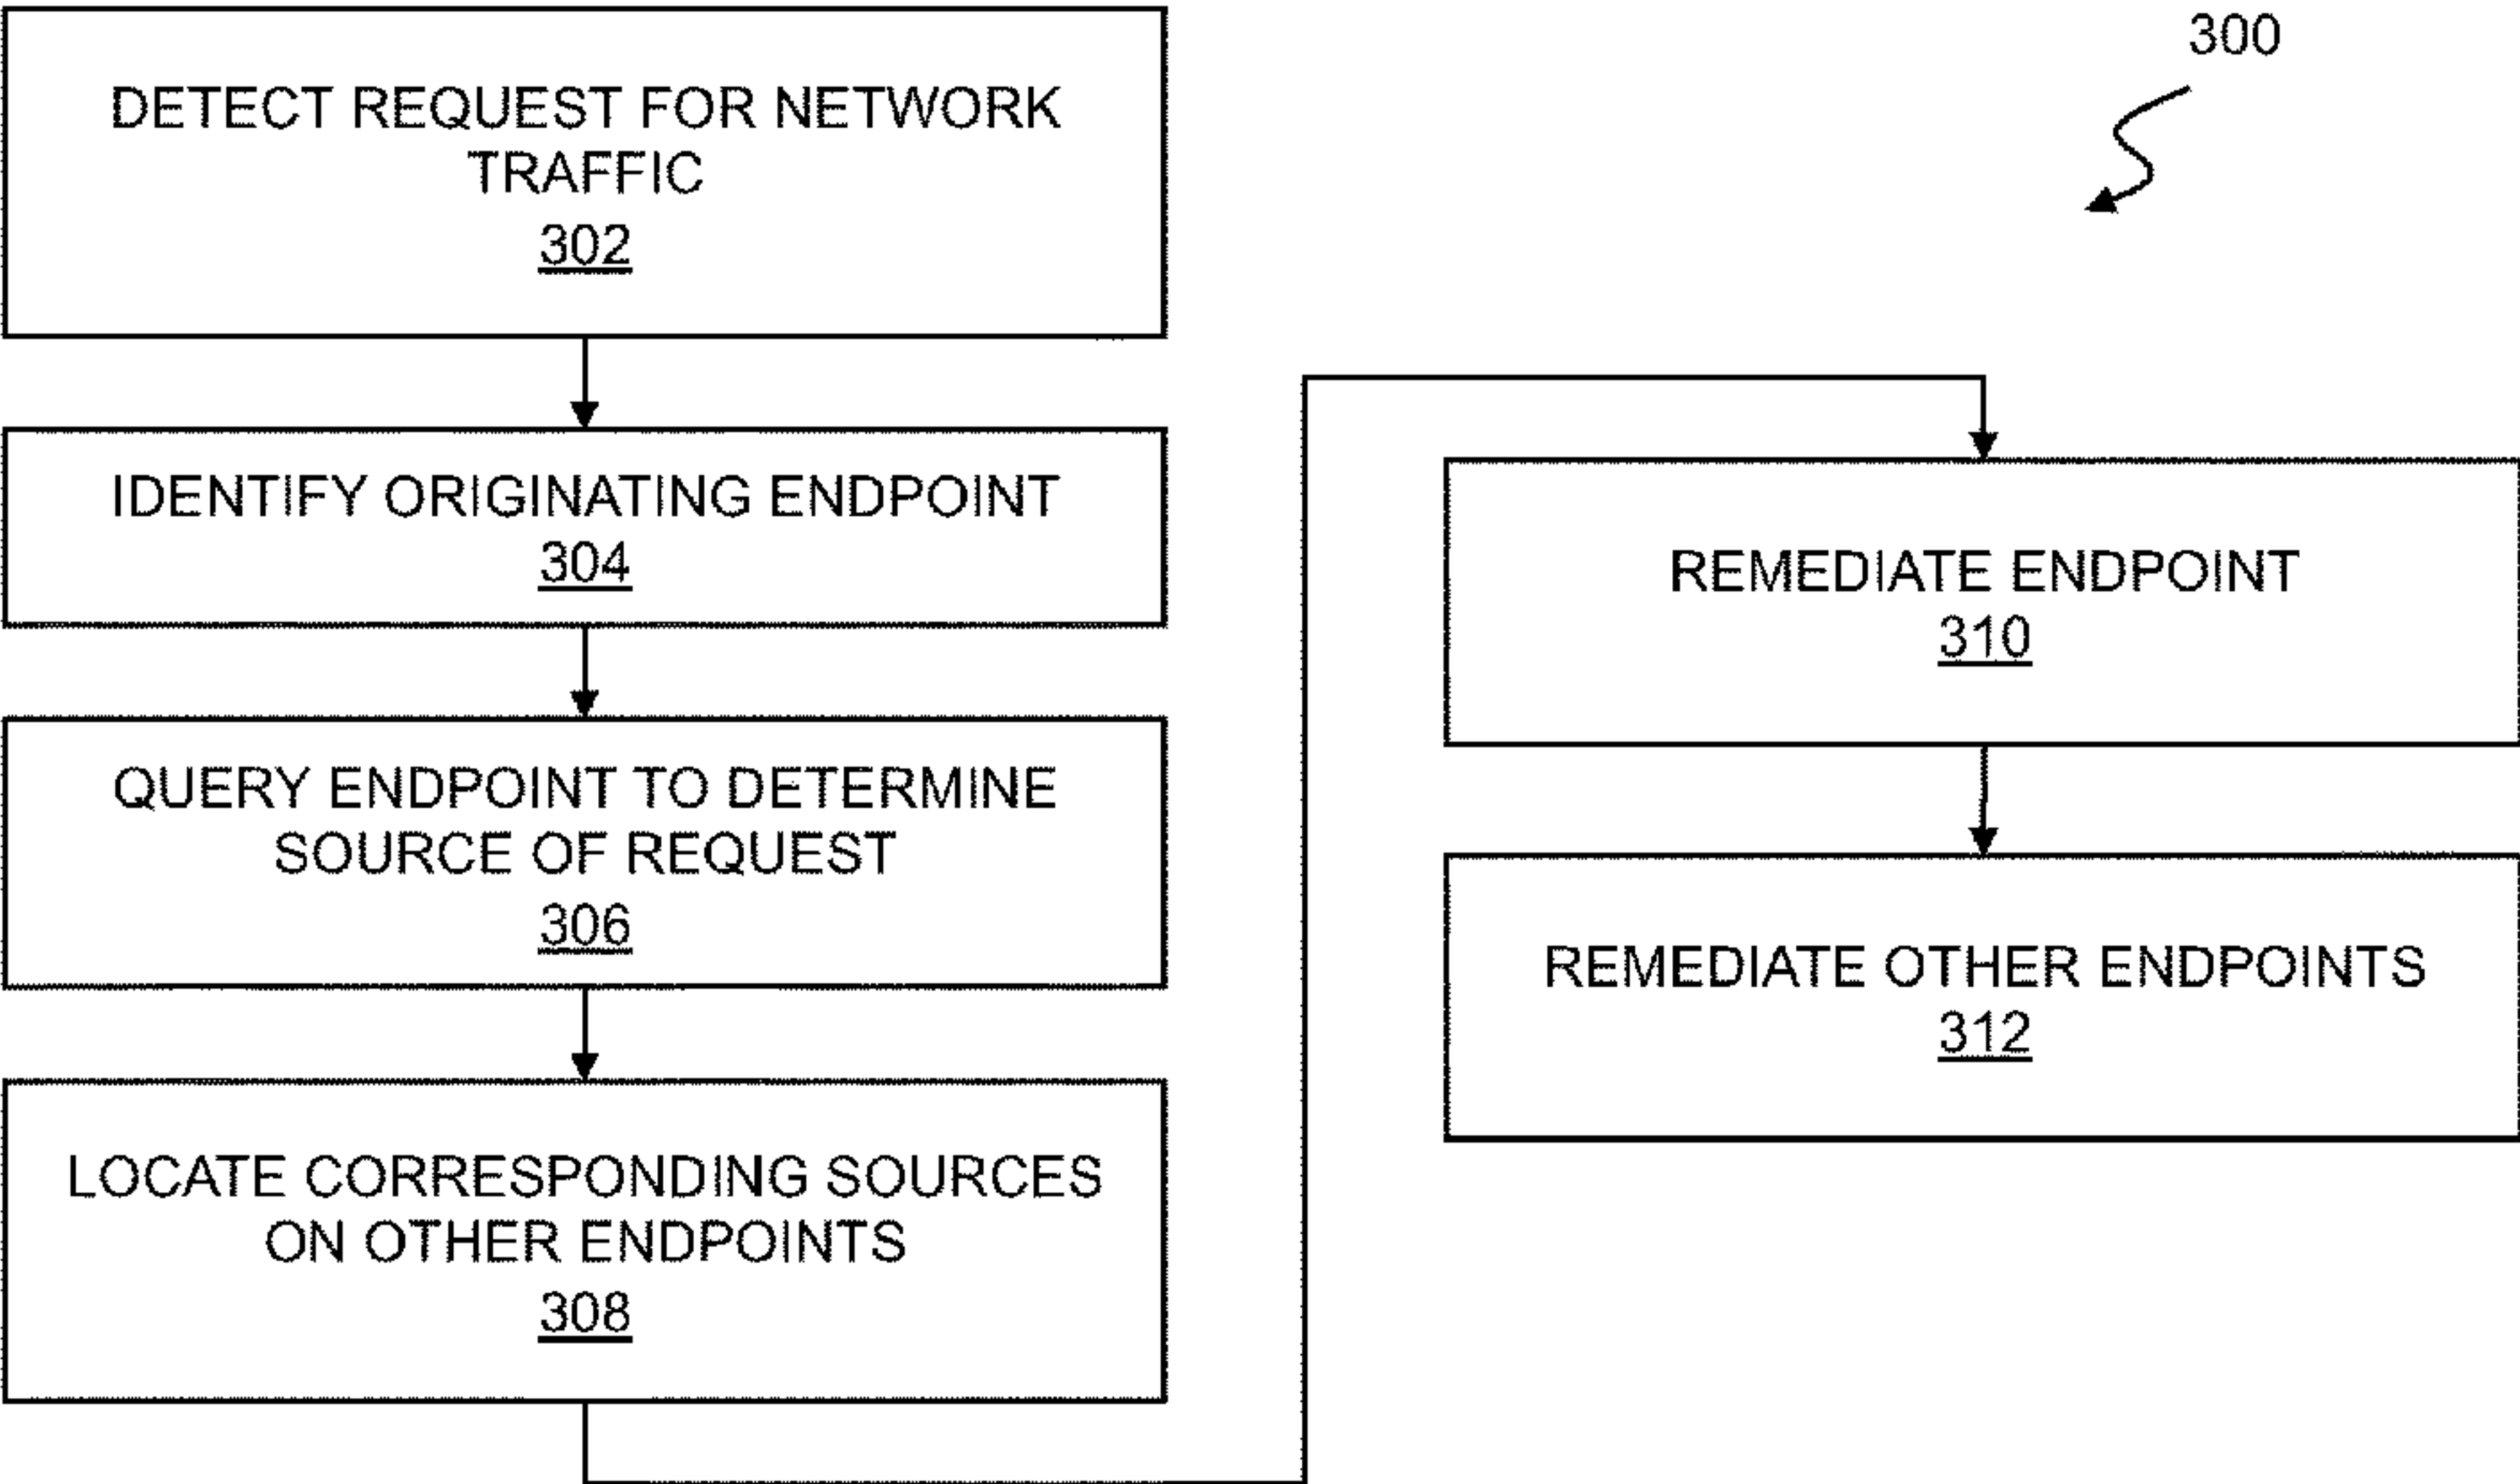 DETECT REQUEST FOR NETWORK
TRAFFIC
302
IDENTIFY ORIGINATING ENDPOINT
304
QUERY ENDPOINT TO DETERMINE
SOURCE OF REQUEST
306
LOCATE CORRESPONDING SOURCES
ON OTHER ENDPOINTS
308
300
REMEDIATE ENDPOINT
310
REMEDIATE OTHER ENDPOINTS
312